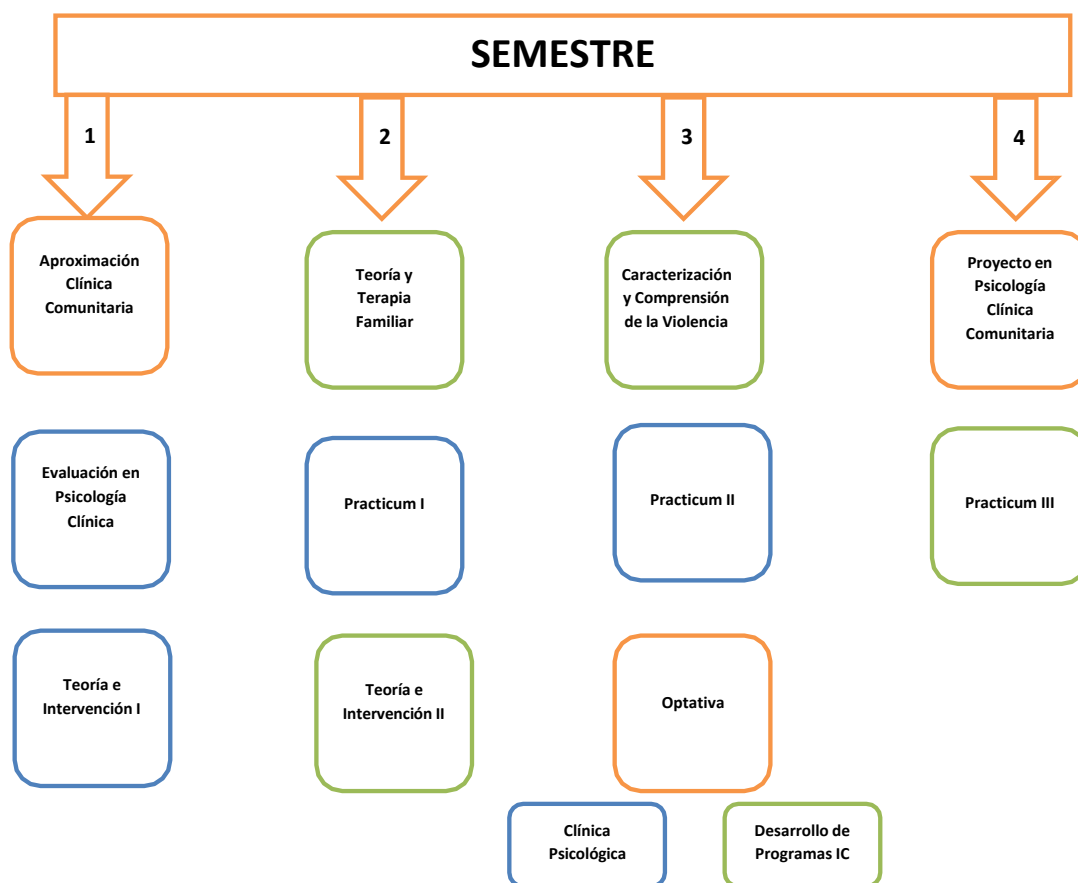 SEMESTRE
1
2
3
4
Aproximación
Clínica
Comunitaria
Teoría y
Terapia
Familiar
Caracterización
y Comprensión
de la Violencia
Proyecto en
Psicología
Clínica
Comunitaria
Evaluación en
Psicología
Clínica
Practicum I
Practicum II
Practicum III
Teoría e
Intervención I
Teoría e
Intervención II
Optativa
Clínica
Psicológica
Desarrollo de
Programas IC